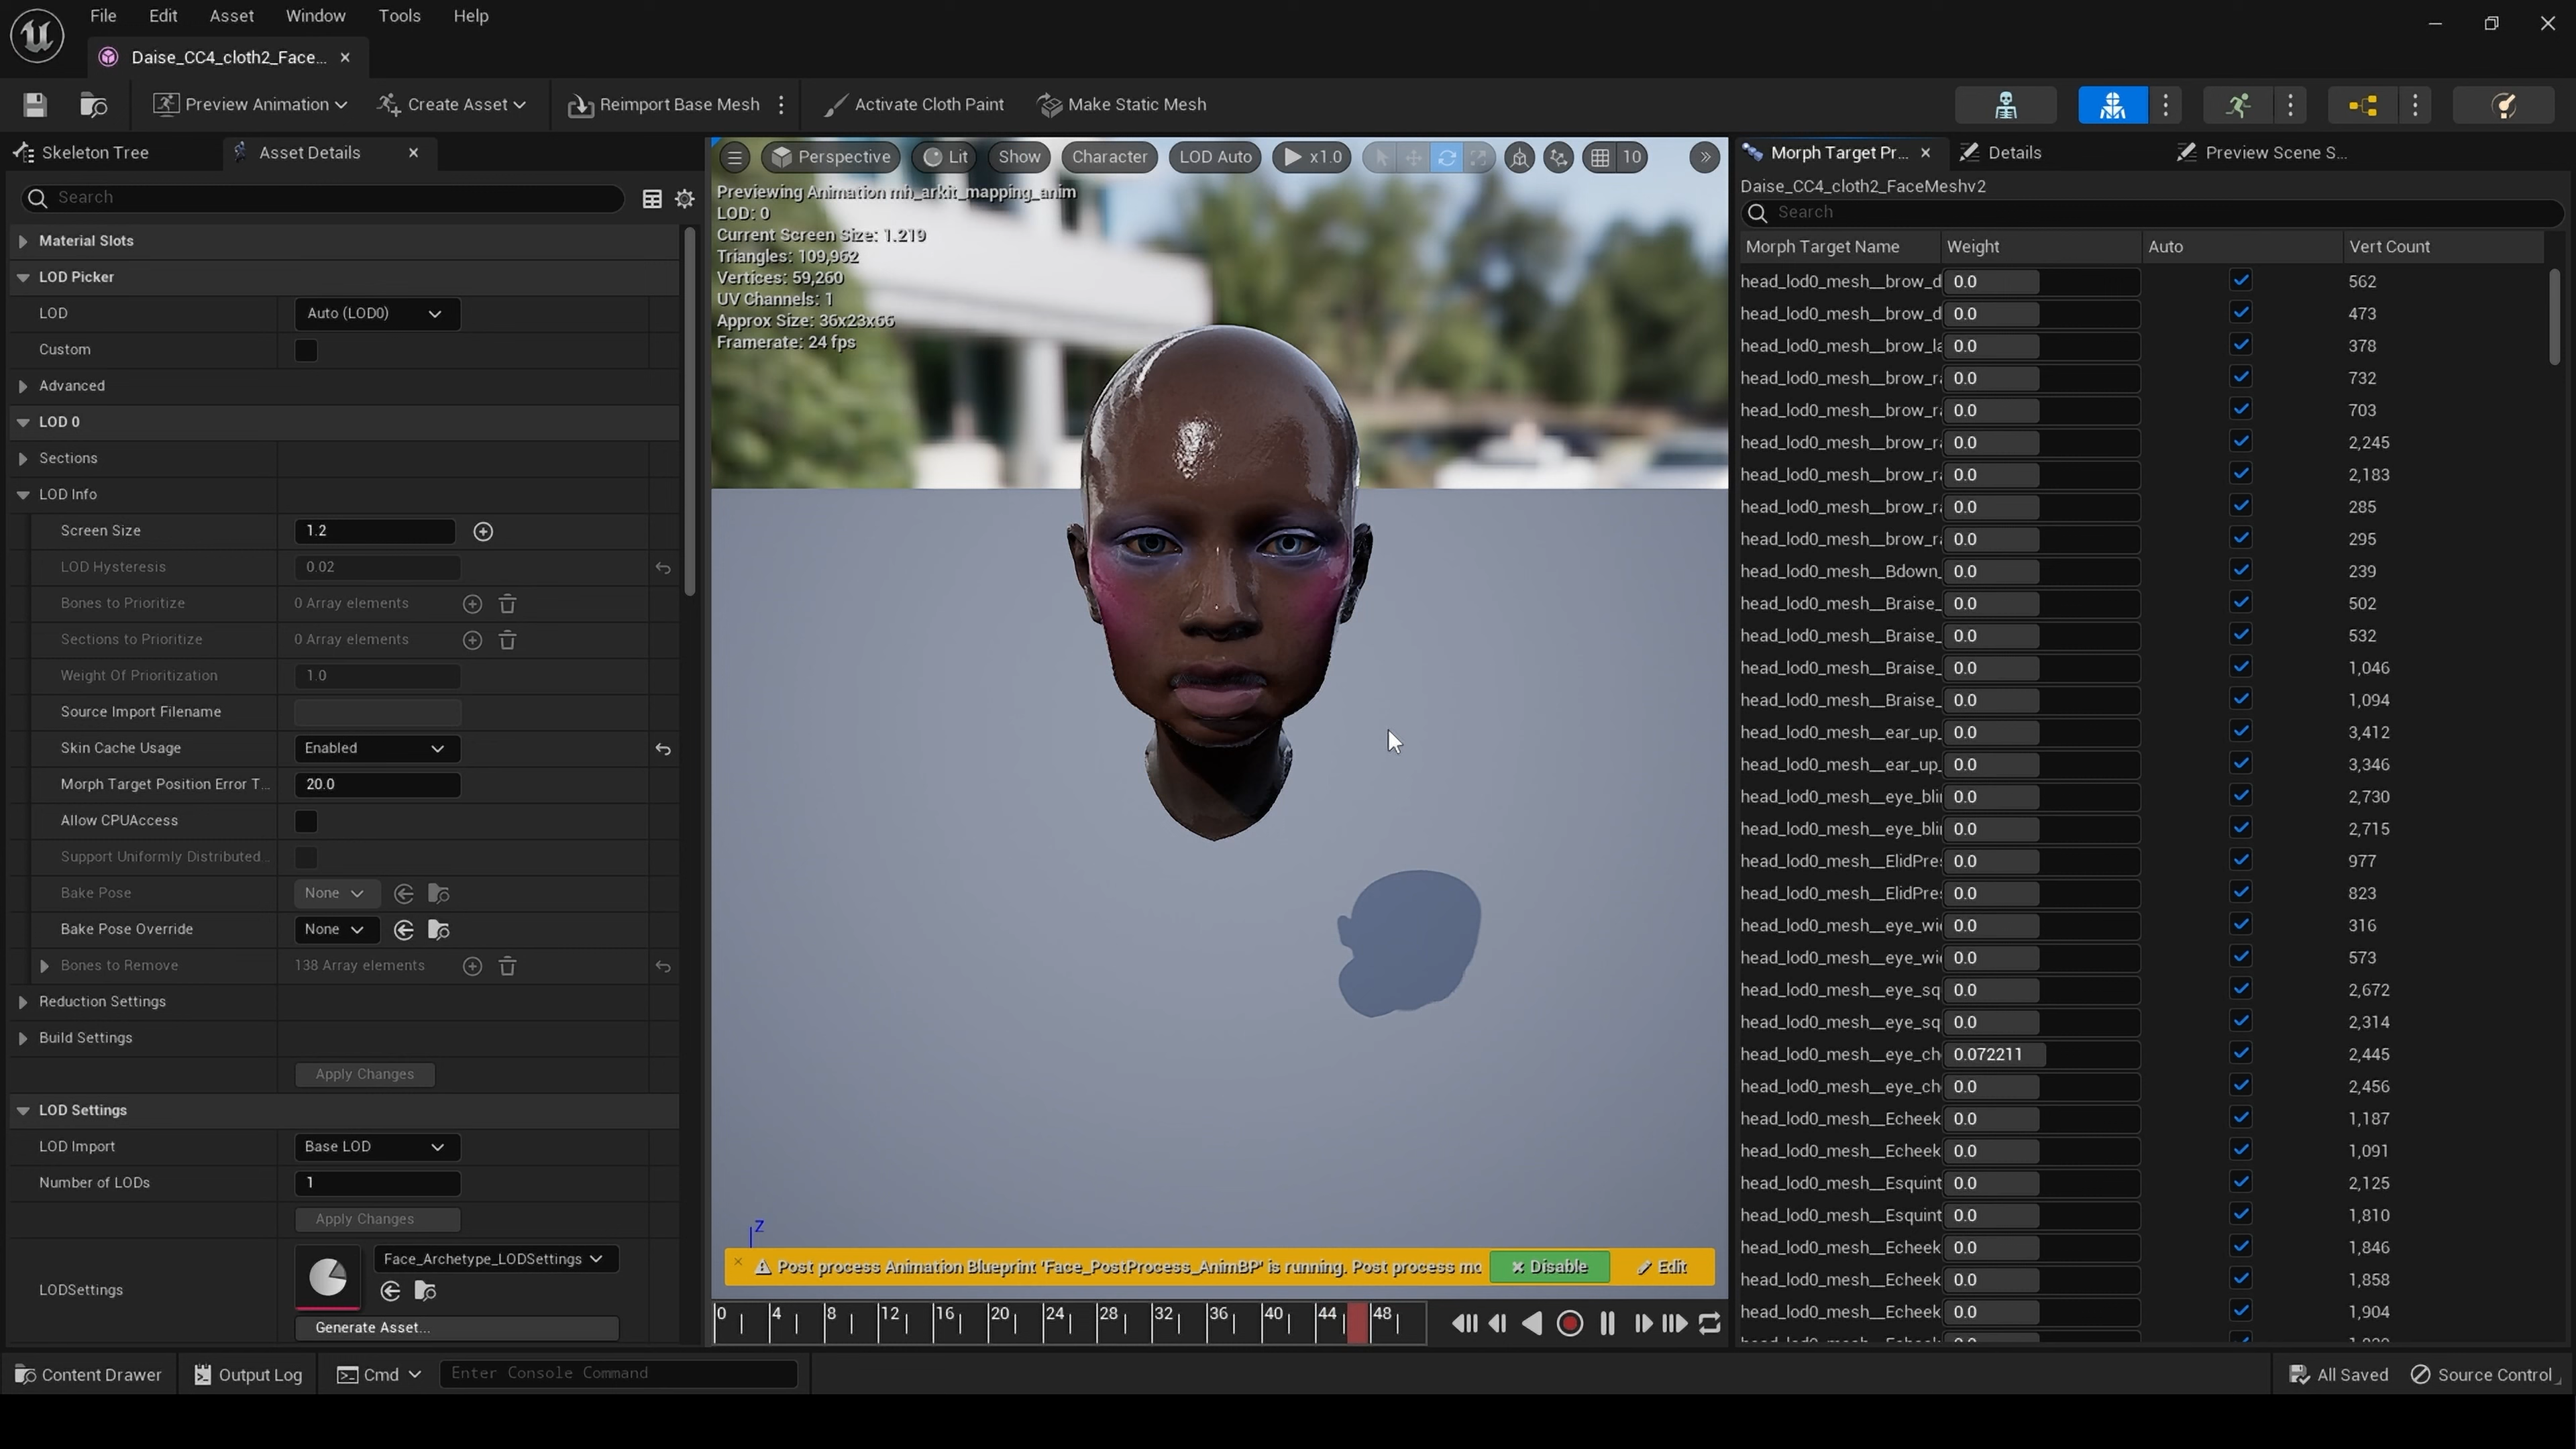 File Edit Asset Window Tools Help
Daise_CC4_cloth2_Face...
Preview Animation Create Asset Reimport Base Mesh Activate Cloth Paint Make Static Mesh
Skeleton Tree Asset Details
Search
Material Slots
LOD Picker
LOD Auto (LOD0)
Custom
Advanced
LOD 0
Sections
LOD Info
Screen Size 1.2
LOD Hysteresis 0.02
Bones to Prioritize 0 Array elements
Sections to Prioritize 0 Array elements
Weight Of Prioritization 1.0
Source Import Filename
Skin Cache Usage Enabled
Morph Target Position Error T... 20.0
Allow CPUAccess
Support Uniformly Distributed...
Bake Pose None
Bake Pose Override None
Bones to Remove 138 Array elements
Reduction Settings
Build Settings
Apply Changes
LOD Settings
LOD Import Base LOD
Number of LODs 1
Apply Changes
LODSettings Face_Archetype_LODSettings
Generate Asset...
Perspective Lit Show Character LOD Auto x1.0 10
Previewing Animation mh_arkit_mapping_anim
LOD: 0
Current Screen Size: 1.219
Triangles: 109,962
Vertices: 59,260
UV Channels: 1
Approx Size: 36x23x66
Framerate: 24 fps
Z
Post process Animation Blueprint 'Face_PostProcess_AnimBP' is running. Post process mo Disable Edit
0 4 8 12 16 20 24 28 32 36 40 44 48
Morph Target Pr... Details Preview Scene S...
Daise_CC4_cloth2_FaceMeshv2
Search
Morph Target Name Weight Auto Vert Count
head_lod0_mesh__brow_d 0.0 562
head_lod0_mesh__brow_d 0.0 473
head_lod0_mesh__brow_la 0.0 378
head_lod0_mesh__brow_ra 0.0 732
head_lod0_mesh__brow_ra 0.0 703
head_lod0_mesh__brow_ra 0.0 2,245
head_lod0_mesh__brow_ra 0.0 2,183
head_lod0_mesh__brow_ra 0.0 285
head_lod0_mesh__brow_ra 0.0 295
head_lod0_mesh__Bdown_ 0.0 239
head_lod0_mesh__Braise_ 0.0 502
head_lod0_mesh__Braise_ 0.0 532
head_lod0_mesh__Braise_ 0.0 1,046
head_lod0_mesh__Braise_ 0.0 1,094
head_lod0_mesh__ear_up_ 0.0 3,412
head_lod0_mesh__ear_up_ 0.0 3,346
head_lod0_mesh__eye_blin 0.0 2,730
head_lod0_mesh__eye_blin 0.0 2,715
head_lod0_mesh__ElidPres 0.0 977
head_lod0_mesh__ElidPres 0.0 823
head_lod0_mesh__eye_wi 0.0 316
head_lod0_mesh__eye_wi 0.0 573
head_lod0_mesh__eye_sq 0.0 2,672
head_lod0_mesh__eye_sq 0.0 2,314
head_lod0_mesh__eye_ch 0.072211 2,445
head_lod0_mesh__eye_ch 0.0 2,456
head_lod0_mesh__Echeek 0.0 1,187
head_lod0_mesh__Echeek 0.0 1,091
head_lod0_mesh__Esquint 0.0 2,125
head_lod0_mesh__Esquint 0.0 1,810
head_lod0_mesh__Echeek 0.0 1,846
head_lod0_mesh__Echeek 0.0 1,858
head_lod0_mesh__Echeek 0.0 1,904
Content Drawer Output Log Cmd Enter Console Command All Saved Source Control